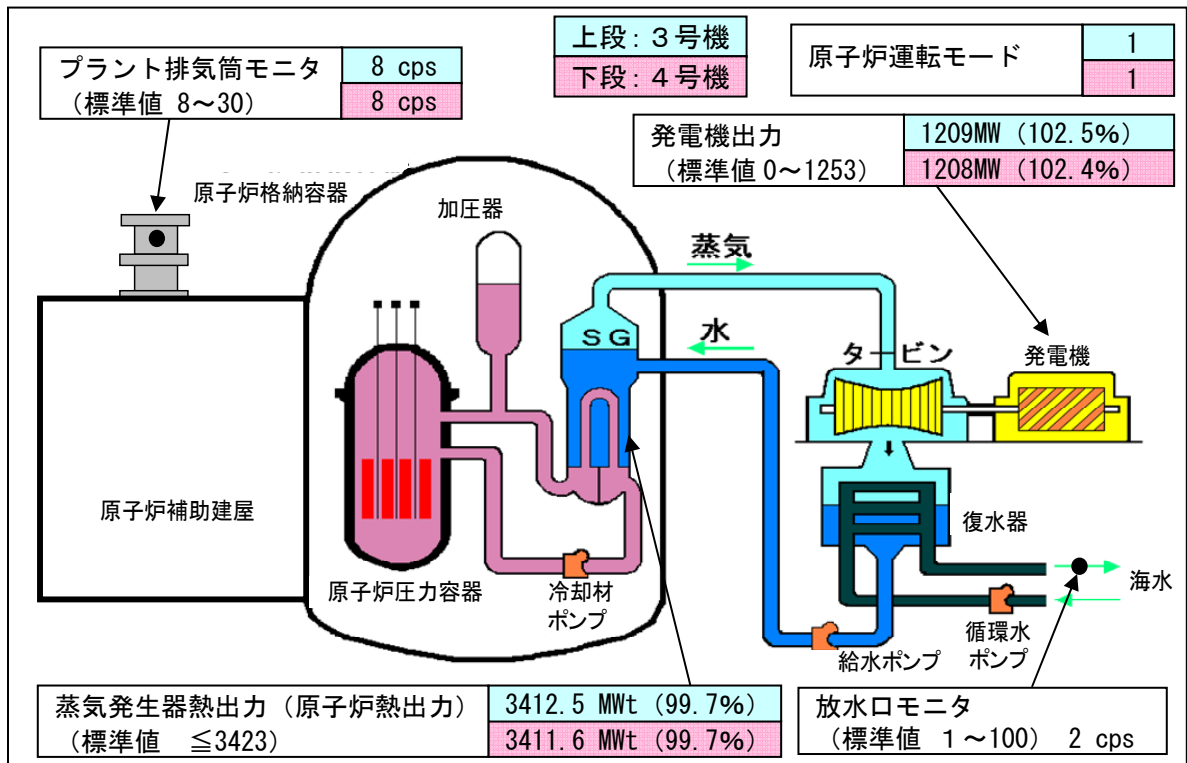 プラント排気筒モニタ
(標準値 8～30)
8 cps
8 cps
上段：３号機
下段：４号機
原子炉運転モード
1
1
発電機出力
(標準値 0～1253)
1209MW (102.5%)
1208MW (102.4%)
原子炉格納容器
加圧器
蒸気
ＳＧ
水
タービン
発電機
原子炉補助建屋
復水器
原子炉圧力容器
冷却材
ポンプ
海水
循環水
ポンプ
給水ポンプ
蒸気発生器熱出力（原子炉熱出力）
(標準値　≦3423)
3412.5 MWt (99.7%)
3411.6 MWt (99.7%)
放水口モニタ
(標準値　１～100)　2 cps